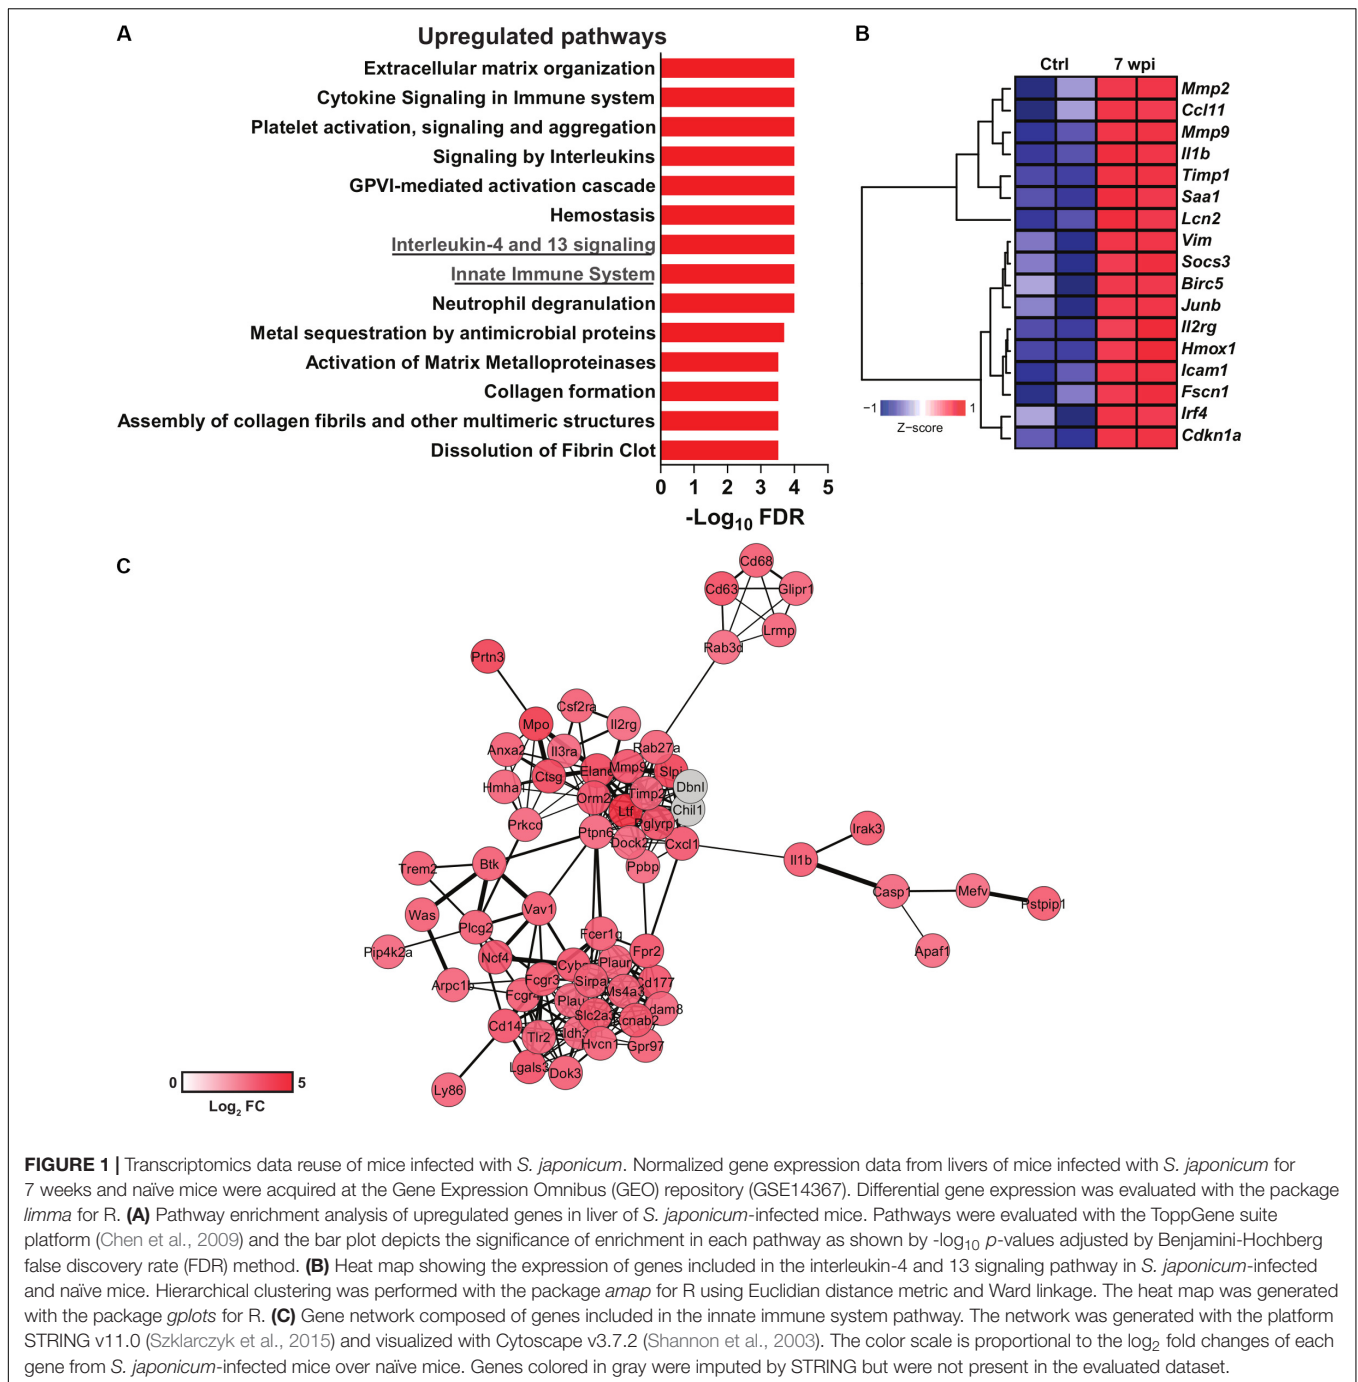 A
Upregulated pathways
Extracellular matrix organization
Cytokine Signaling in Immune system
Platelet activation, signaling and aggregation
Signaling by Interleukins
GPVI-mediated activation cascade
Hemostasis
Interleukin-4 and 13 signaling
Innate Immune System
Neutrophil degranulation
Metal sequestration by antimicrobial proteins
Activation of Matrix Metalloproteinases
Collagen formation
Assembly of collagen fibrils and other multimeric structures
Dissolution of Fibrin Clot
0 1 2 3 4 5
-Log10 FDR
B
Ctrl 7 wpi
Mmp2
Ccl11
Mmp9
Il1b
Timp1
Saa1
Lcn2
Vim
Socs3
Birc5
Junb
Il2rg
Hmox1
Icam1
Fscn1
Irf4
Cdkn1a
−1 1
Z−score
C
Cd68
Cd63
Glipr1
Lrmp
Rab3d
Prtn3
Csf2ra
Mpo
Il2rg
Anxa2
Il3ra
Rab27a
Ctsg
Elane
Mmp9
Slpi
Hmha1
Orm2
Timp2
Dbnl
Ltf
Chil1
Prkcd
Ptpn6
Pglyrp1
Dock2
Cxcl1
Irak3
Trem2
Btk
Ppbp
Il1b
Casp1
Mefv
Pstpip1
Was
Vav1
Plcg2
Fcer1g
Pip4k2a
Ncf4
Fpr2
Apaf1
Plaur
Arpc1b
Fcgr3
Sirpa
Cd177
Ms4a3
Plau
Slc2a3
Kcnab2
Cd14
Tlr2
Hvcn1
Gpr97
Lgals3
Dok3
Ly86
0 5
Log2 FC
FIGURE 1 | Transcriptomics data reuse of mice infected with S. japonicum. Normalized gene expression data from livers of mice infected with S. japonicum for
7 weeks and naïve mice were acquired at the Gene Expression Omnibus (GEO) repository (GSE14367). Differential gene expression was evaluated with the package
limma for R. (A) Pathway enrichment analysis of upregulated genes in liver of S. japonicum-infected mice. Pathways were evaluated with the ToppGene suite
platform (Chen et al., 2009) and the bar plot depicts the significance of enrichment in each pathway as shown by -log10 p-values adjusted by Benjamini-Hochberg
false discovery rate (FDR) method. (B) Heat map showing the expression of genes included in the interleukin-4 and 13 signaling pathway in S. japonicum-infected
and naïve mice. Hierarchical clustering was performed with the package amap for R using Euclidian distance metric and Ward linkage. The heat map was generated
with the package gplots for R. (C) Gene network composed of genes included in the innate immune system pathway. The network was generated with the platform
STRING v11.0 (Szklarczyk et al., 2015) and visualized with Cytoscape v3.7.2 (Shannon et al., 2003). The color scale is proportional to the log2 fold changes of each
gene from S. japonicum-infected mice over naïve mice. Genes colored in gray were imputed by STRING but were not present in the evaluated dataset.